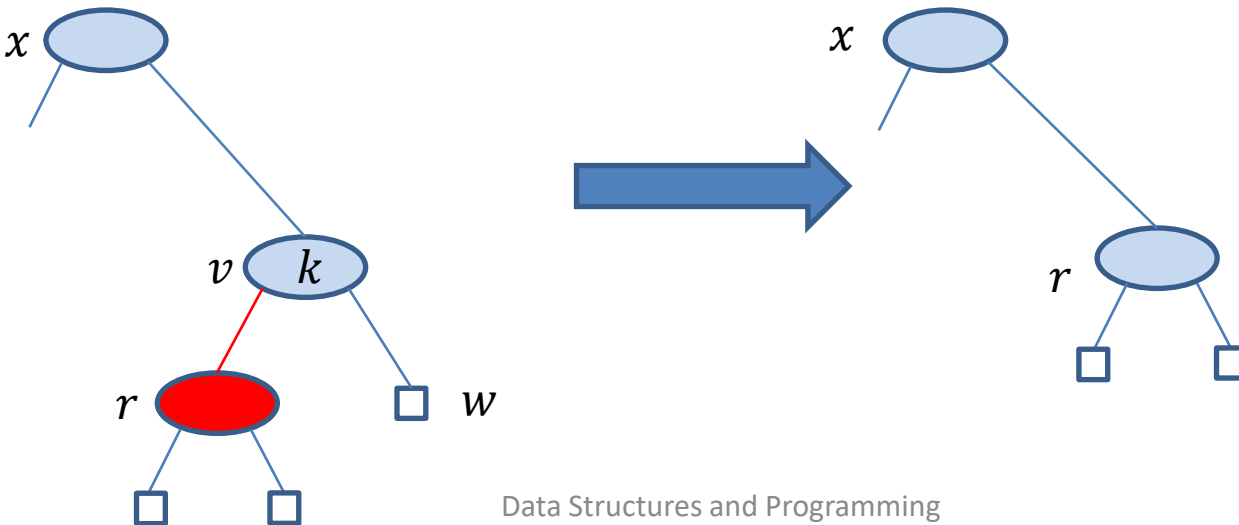 x
x
v k
r
r w
Data Structures and Programming